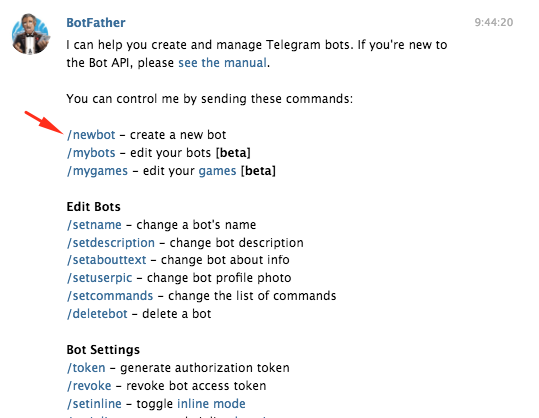 BotFather 9:44:20
I can help you create and manage Telegram bots. If you're new to
the Bot API, please see the manual.
You can control me by sending these commands:
/newbot – create a new bot
/mybots – edit your bots [beta]
/mygames – edit your games [beta]
Edit Bots
/setname – change a bot's name
/setdescription – change bot description
/setabouttext – change bot about info
/setuserpic – change bot profile photo
/setcommands – change the list of commands
/deletebot – delete a bot
Bot Settings
/token – generate authorization token
/revoke – revoke bot access token
/setinline – toggle inline mode